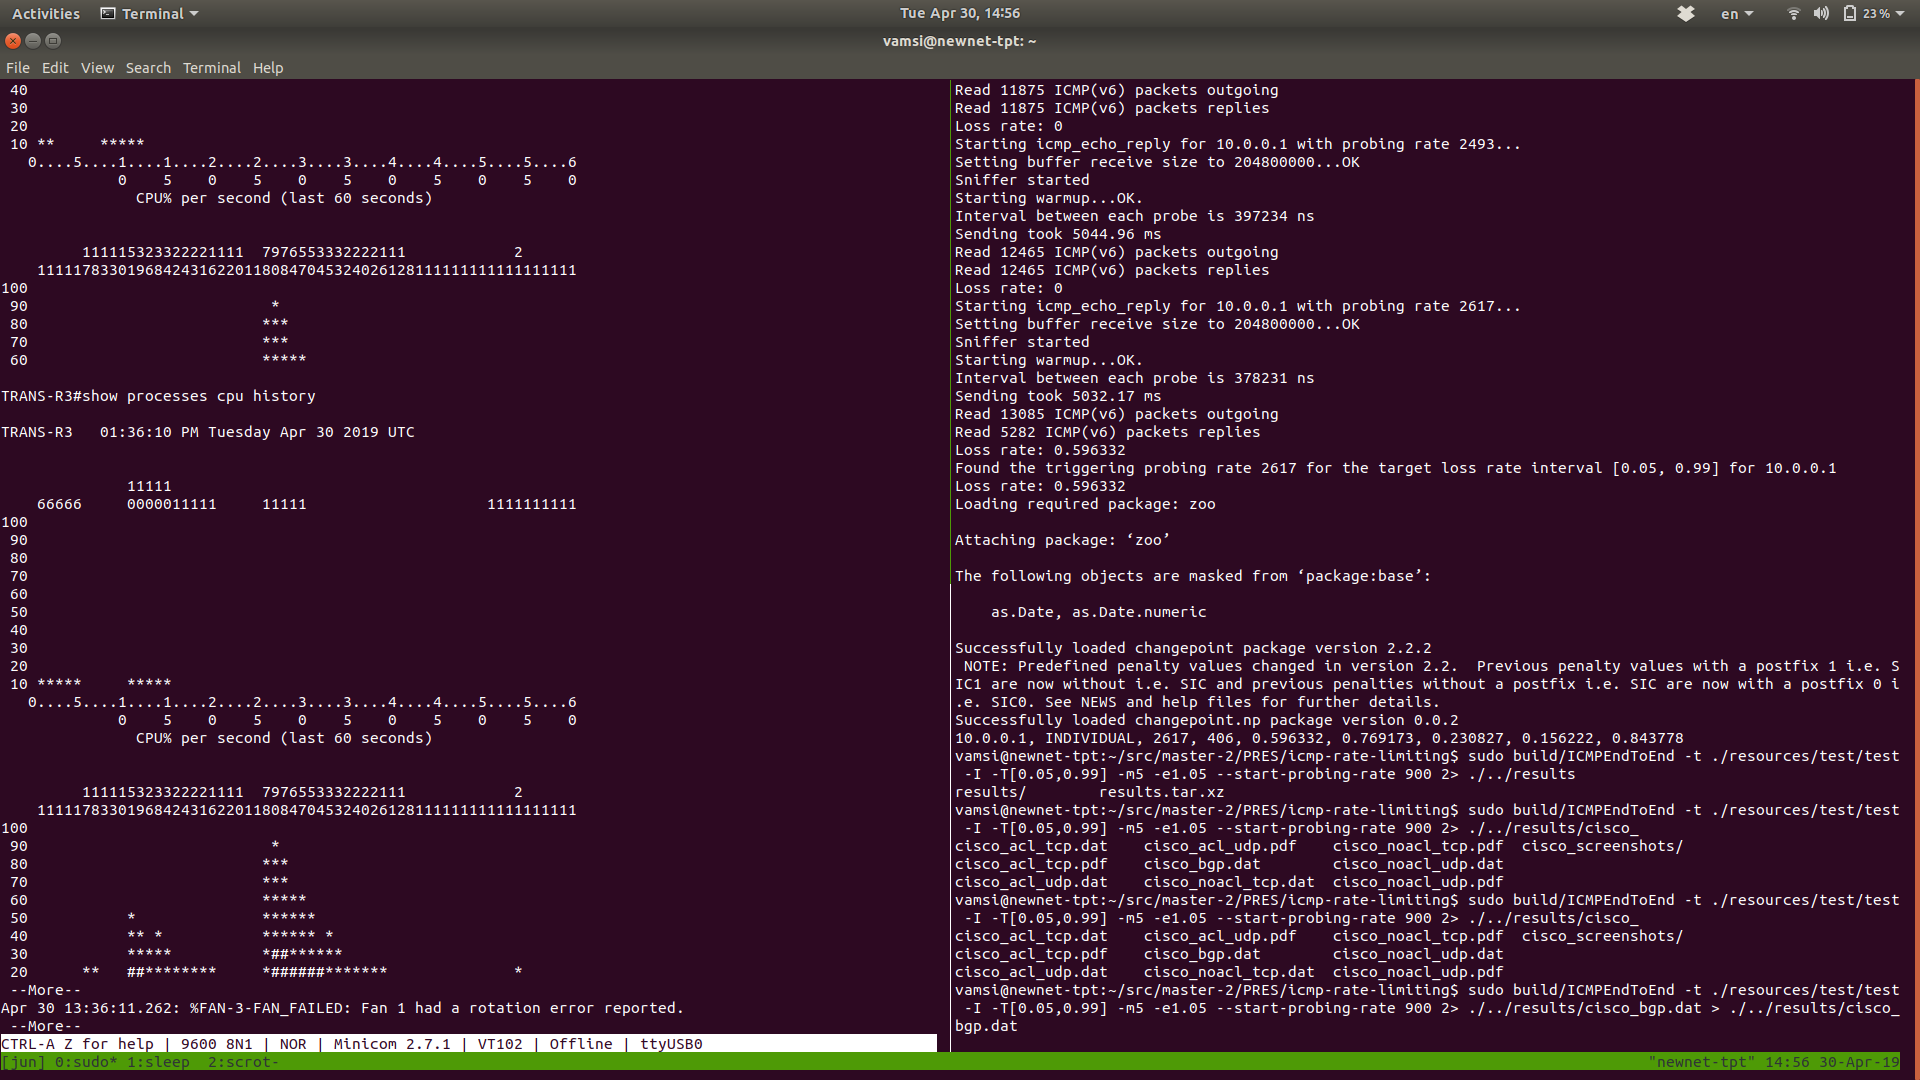 Activities Terminal Tue Apr 30, 14:56 en 23 %
vamsi@newnet-tpt: ~
File Edit View Search Terminal Help
 40
 30
 20
 10 **     *****
   0....5....1....1....2....2....3....3....4....4....5....5....6
             0    5    0    5    0    5    0    5    0    5    0
               CPU% per second (last 60 seconds)
         111115323322221111  7976553332222111            2
    111117833019684243162201180847045324026128111111111111111111
100
 90                           *
 80                          ***
 70                          ***
 60                          *****
TRANS-R3#show processes cpu history
TRANS-R3   01:36:10 PM Tuesday Apr 30 2019 UTC
              11111
    66666     0000011111     11111                    1111111111
100
 90
 80
 70
 60
 50
 40
 30
 20
 10 *****     *****
   0....5....1....1....2....2....3....3....4....4....5....5....6
             0    5    0    5    0    5    0    5    0    5    0
               CPU% per second (last 60 seconds)
         111115323322221111  7976553332222111            2
    111117833019684243162201180847045324026128111111111111111111
100
 90                           *
 80                          ***
 70                          ***
 60                          *****
 50           *              ******
 40           ** *           ****** *
 30           *****          *##******
 20      **   ##********     *######*******              *
 --More--
Apr 30 13:36:11.262: %FAN-3-FAN_FAILED: Fan 1 had a rotation error reported.
 --More--
CTRL-A Z for help | 9600 8N1 | NOR | Minicom 2.7.1 | VT102 | Offline | ttyUSB0
Read 11875 ICMP(v6) packets outgoing
Read 11875 ICMP(v6) packets replies
Loss rate: 0
Starting icmp_echo_reply for 10.0.0.1 with probing rate 2493...
Setting buffer receive size to 204800000...OK
Sniffer started
Starting warmup...OK.
Interval between each probe is 397234 ns
Sending took 5044.96 ms
Read 12465 ICMP(v6) packets outgoing
Read 12465 ICMP(v6) packets replies
Loss rate: 0
Starting icmp_echo_reply for 10.0.0.1 with probing rate 2617...
Setting buffer receive size to 204800000...OK
Sniffer started
Starting warmup...OK.
Interval between each probe is 378231 ns
Sending took 5032.17 ms
Read 13085 ICMP(v6) packets outgoing
Read 5282 ICMP(v6) packets replies
Loss rate: 0.596332
Found the triggering probing rate 2617 for the target loss rate interval [0.05, 0.99] for 10.0.0.1
Loss rate: 0.596332
Loading required package: zoo
Attaching package: ‘zoo’
The following objects are masked from ‘package:base’:
    as.Date, as.Date.numeric
Successfully loaded changepoint package version 2.2.2
 NOTE: Predefined penalty values changed in version 2.2.  Previous penalty values with a postfix 1 i.e. S
IC1 are now without i.e. SIC and previous penalties without a postfix i.e. SIC are now with a postfix 0 i
.e. SIC0. See NEWS and help files for further details.
Successfully loaded changepoint.np package version 0.0.2
10.0.0.1, INDIVIDUAL, 2617, 406, 0.596332, 0.769173, 0.230827, 0.156222, 0.843778
vamsi@newnet-tpt:~/src/master-2/PRES/icmp-rate-limiting$ sudo build/ICMPEndToEnd -t ./resources/test/test
 -I -T[0.05,0.99] -m5 -e1.05 --start-probing-rate 900 2> ./../results
results/        results.tar.xz
vamsi@newnet-tpt:~/src/master-2/PRES/icmp-rate-limiting$ sudo build/ICMPEndToEnd -t ./resources/test/test
 -I -T[0.05,0.99] -m5 -e1.05 --start-probing-rate 900 2> ./../results/cisco_
cisco_acl_tcp.dat    cisco_acl_udp.pdf    cisco_noacl_tcp.pdf  cisco_screenshots/
cisco_acl_tcp.pdf    cisco_bgp.dat        cisco_noacl_udp.dat
cisco_acl_udp.dat    cisco_noacl_tcp.dat  cisco_noacl_udp.pdf
vamsi@newnet-tpt:~/src/master-2/PRES/icmp-rate-limiting$ sudo build/ICMPEndToEnd -t ./resources/test/test
 -I -T[0.05,0.99] -m5 -e1.05 --start-probing-rate 900 2> ./../results/cisco_
cisco_acl_tcp.dat    cisco_acl_udp.pdf    cisco_noacl_tcp.pdf  cisco_screenshots/
cisco_acl_tcp.pdf    cisco_bgp.dat        cisco_noacl_udp.dat
cisco_acl_udp.dat    cisco_noacl_tcp.dat  cisco_noacl_udp.pdf
vamsi@newnet-tpt:~/src/master-2/PRES/icmp-rate-limiting$ sudo build/ICMPEndToEnd -t ./resources/test/test
 -I -T[0.05,0.99] -m5 -e1.05 --start-probing-rate 900 2> ./../results/cisco_bgp.dat > ./../results/cisco_
bgp.dat
[jun] 0:sudo* 1:sleep  2:scrot- "newnet-tpt" 14:56 30-Apr-19